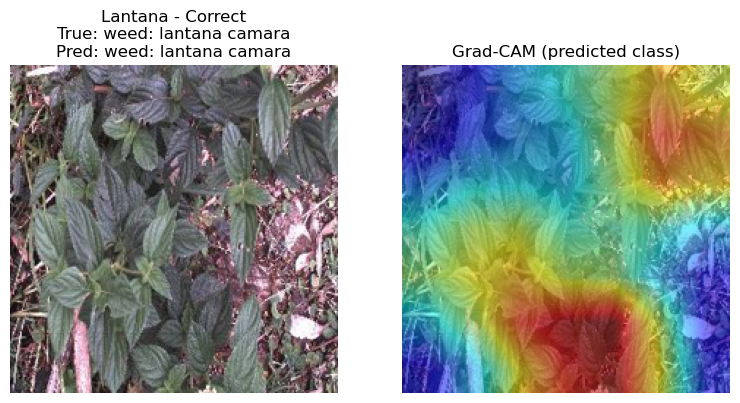 Lantana - Correct
True: weed: lantana camara
Pred: weed: lantana camara
Grad-CAM (predicted class)